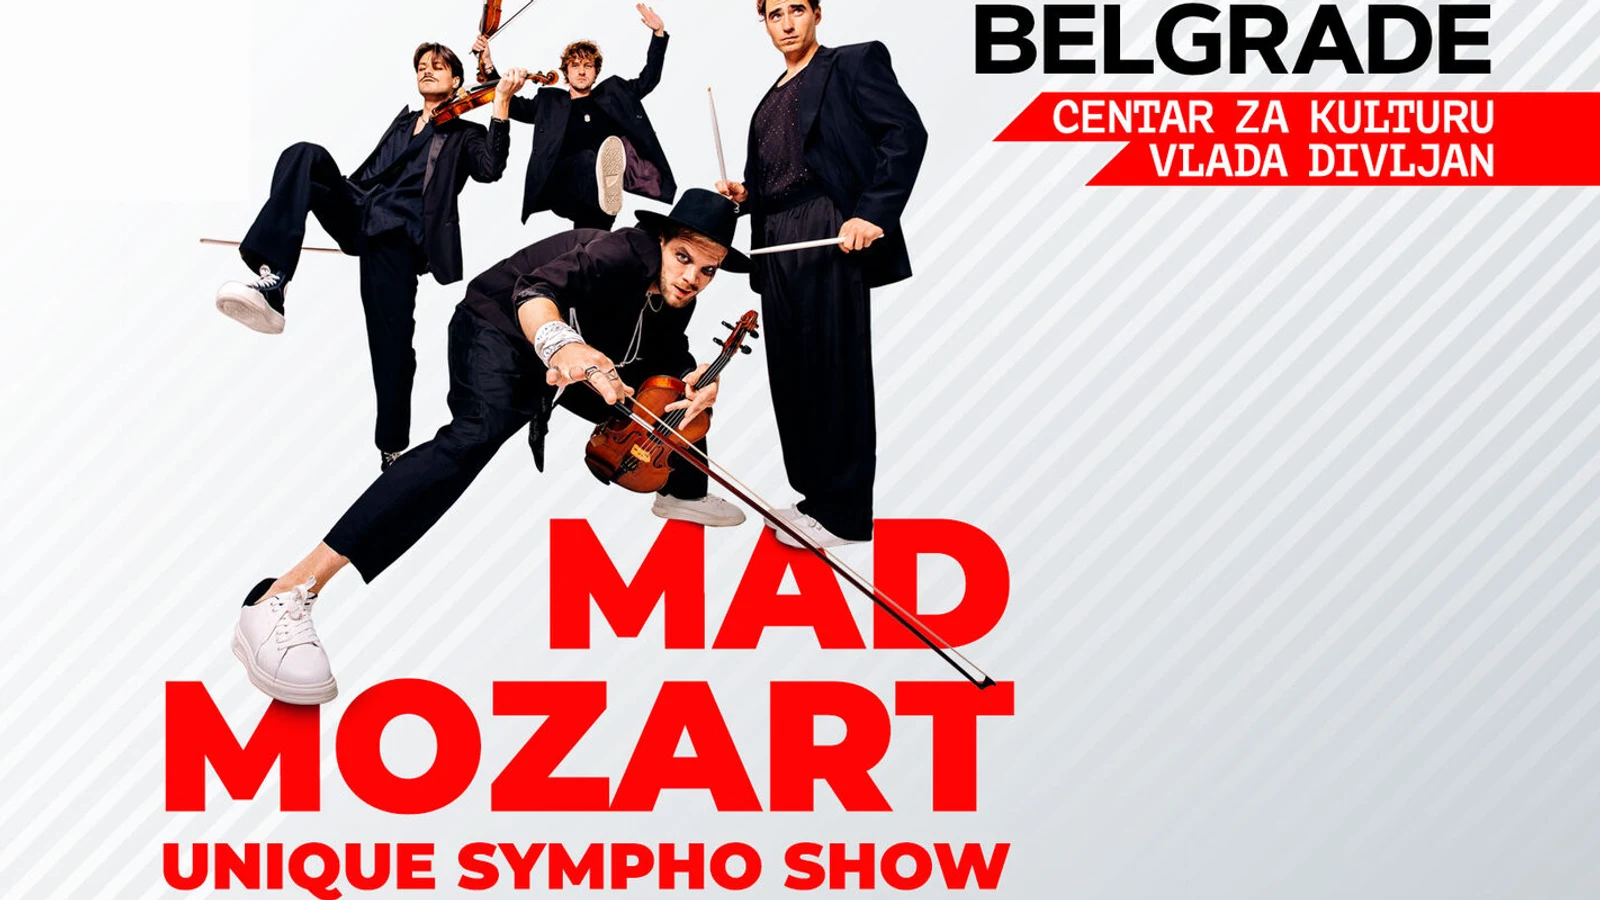 BELGRADE
CENTAR ZA KULTURU
VLADA DIVLJAN
MAD
MOZART
UNIQUE SYMPHO SHOW